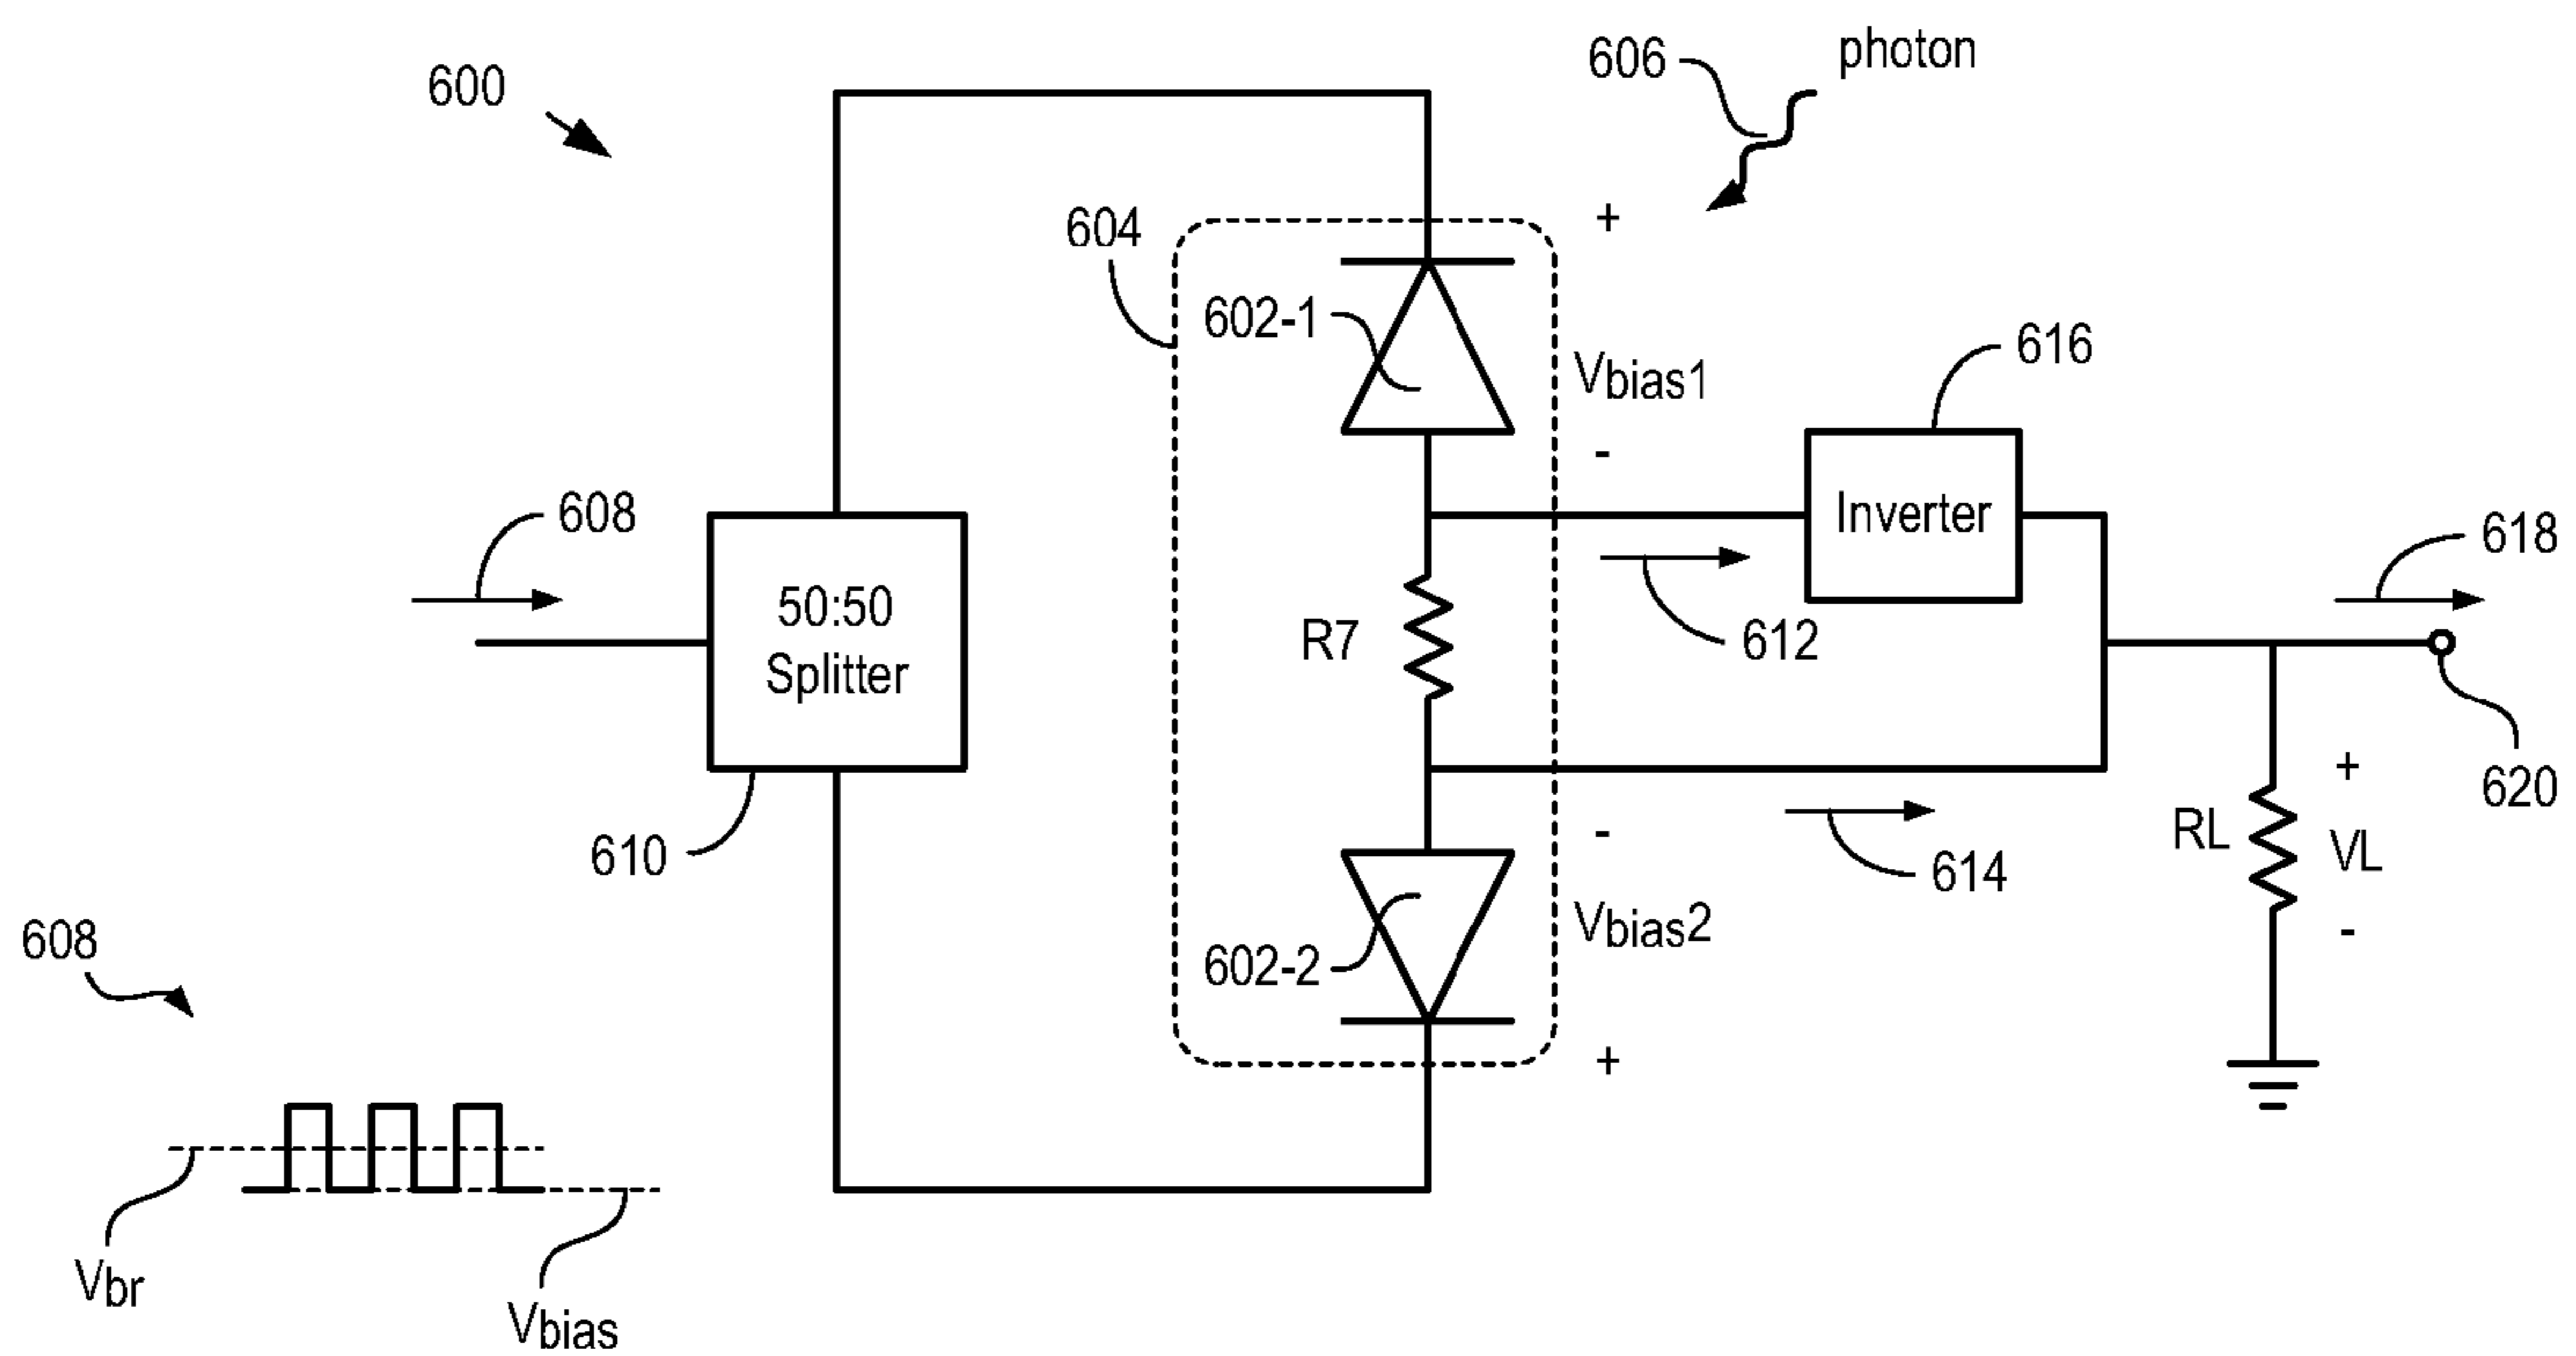 600
606
photon
604
+
602-1
Vbias1
-
616
Inverter
608
612
618
50:50
Splitter
R7
620
610
614
-
+
RL
VL
-
602-2
Vbias2
+
608
Vbr
Vbias